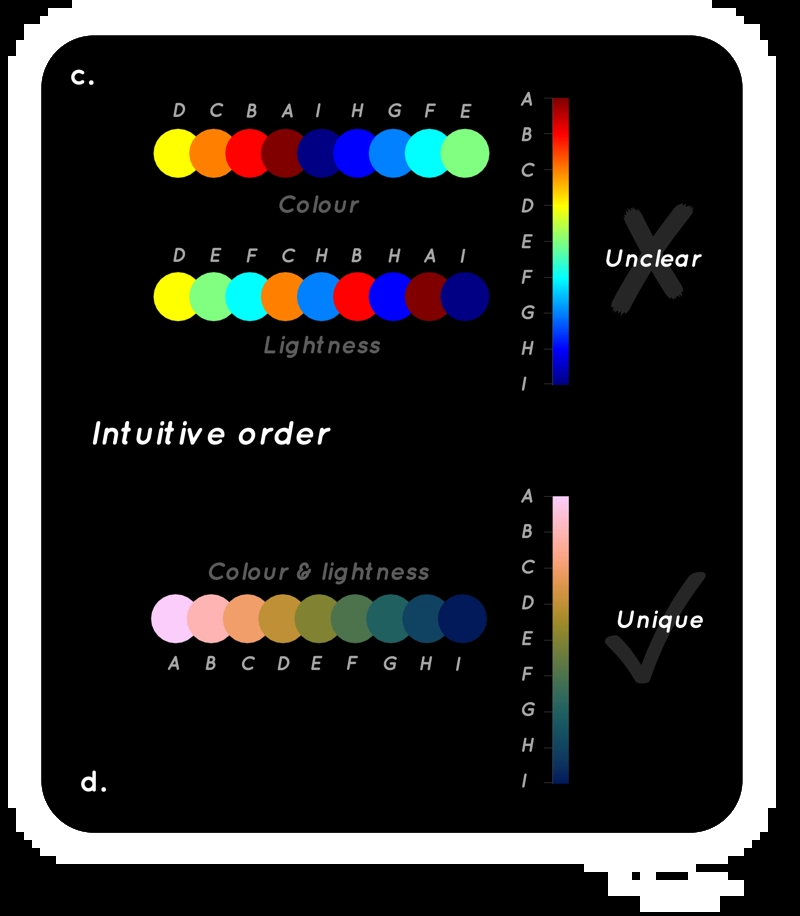 c.
D C B A I H G F E
Colour
D E F C H B H A I
Lightness
A
B
C
D
E
F
G
H
I
Unclear
Intuitive order
Colour & lightness
A B C D E F G H I
A
B
C
D
E
F
G
H
I
Unique
d.